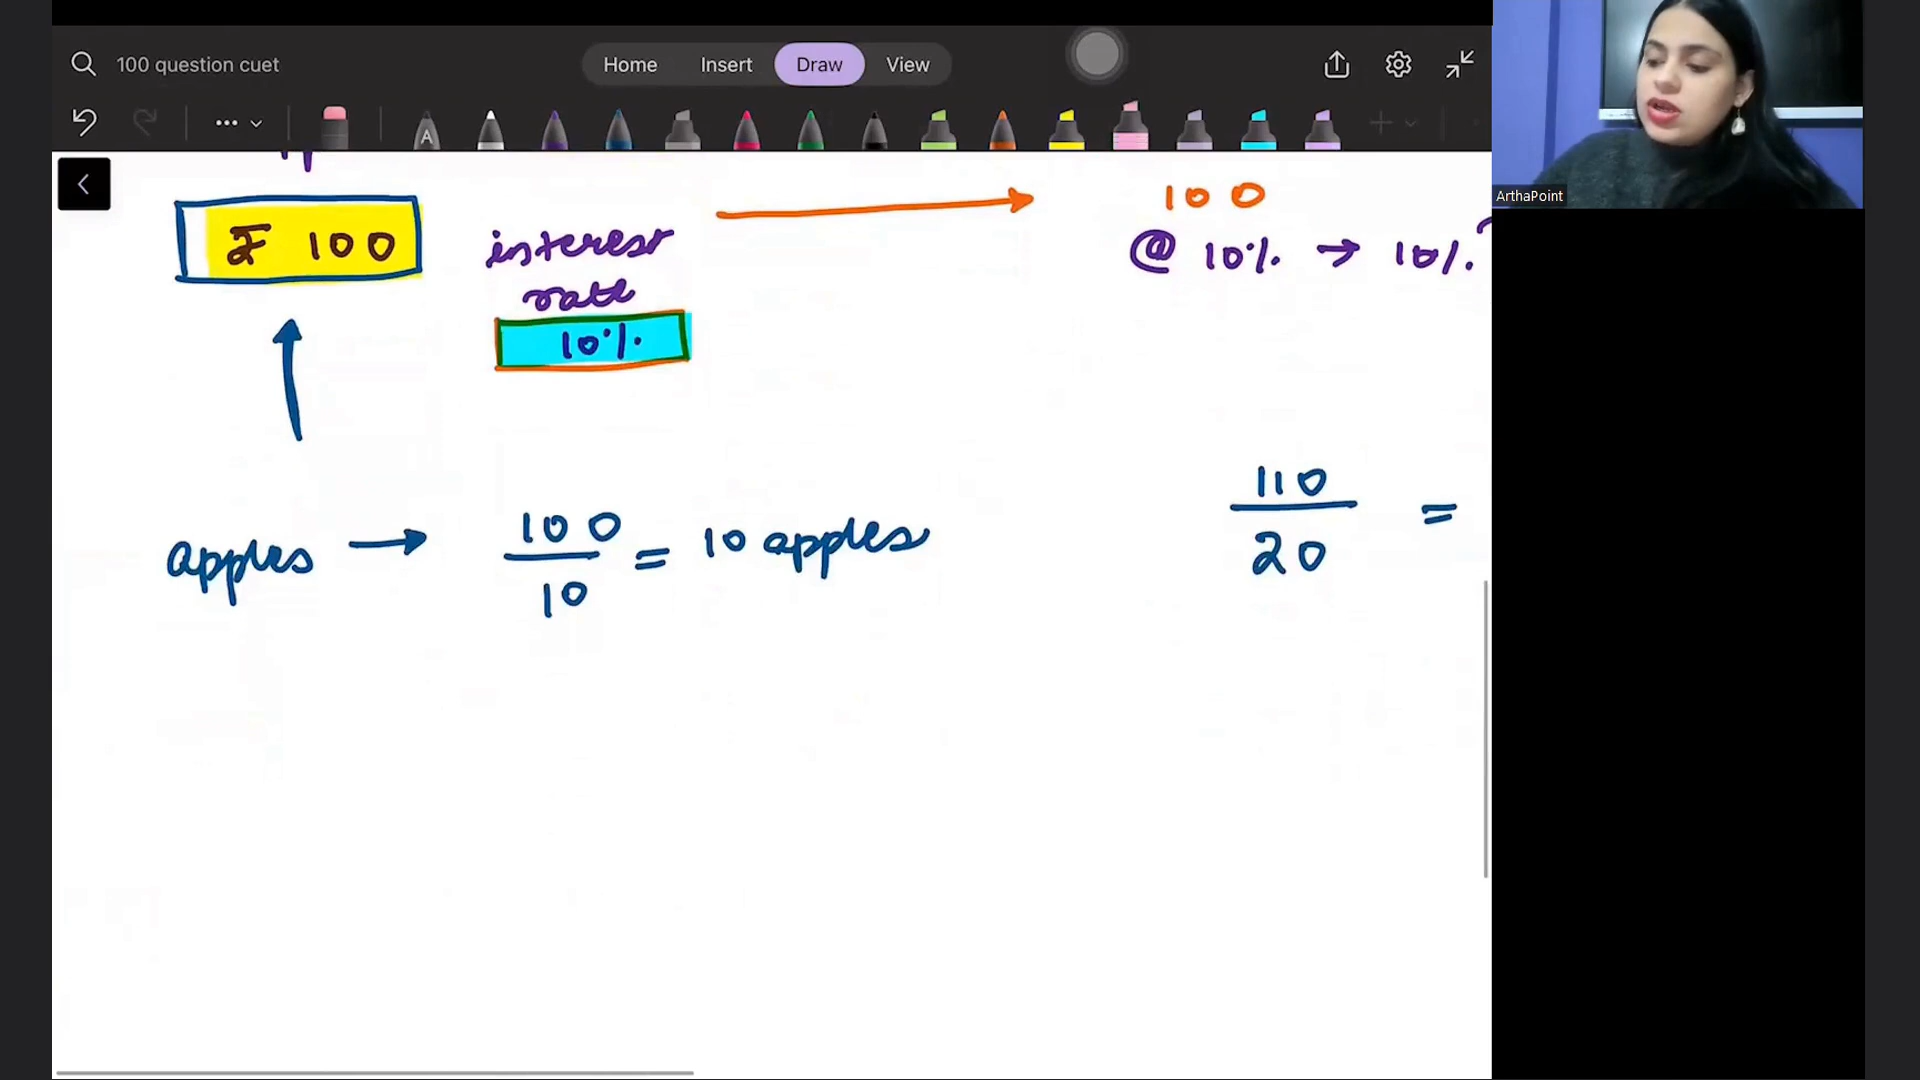 100 question cuet
Home Insert Draw View
A
ArthaPoint
₹ 100
interest
rate
10%
100
@ 10% → 10%
apples → 100/10 = 10 apples
110/20 =